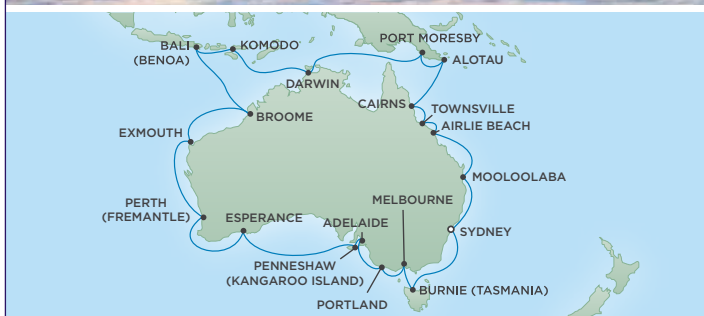 PORT MORESBY
BALI
(BENOA)
KOMODO
ALOTAU
DARWIN
CAIRNS
TOWNSVILLE
AIRLIE BEACH
BROOME
EXMOUTH
MOOLOOLABA
MELBOURNE
PERTH
(FREMANTLE)
ESPERANCE
ADELAIDE
SYDNEY
PENNESHAW
(KANGAROO ISLAND)
BURNIE (TASMANIA)
PORTLAND